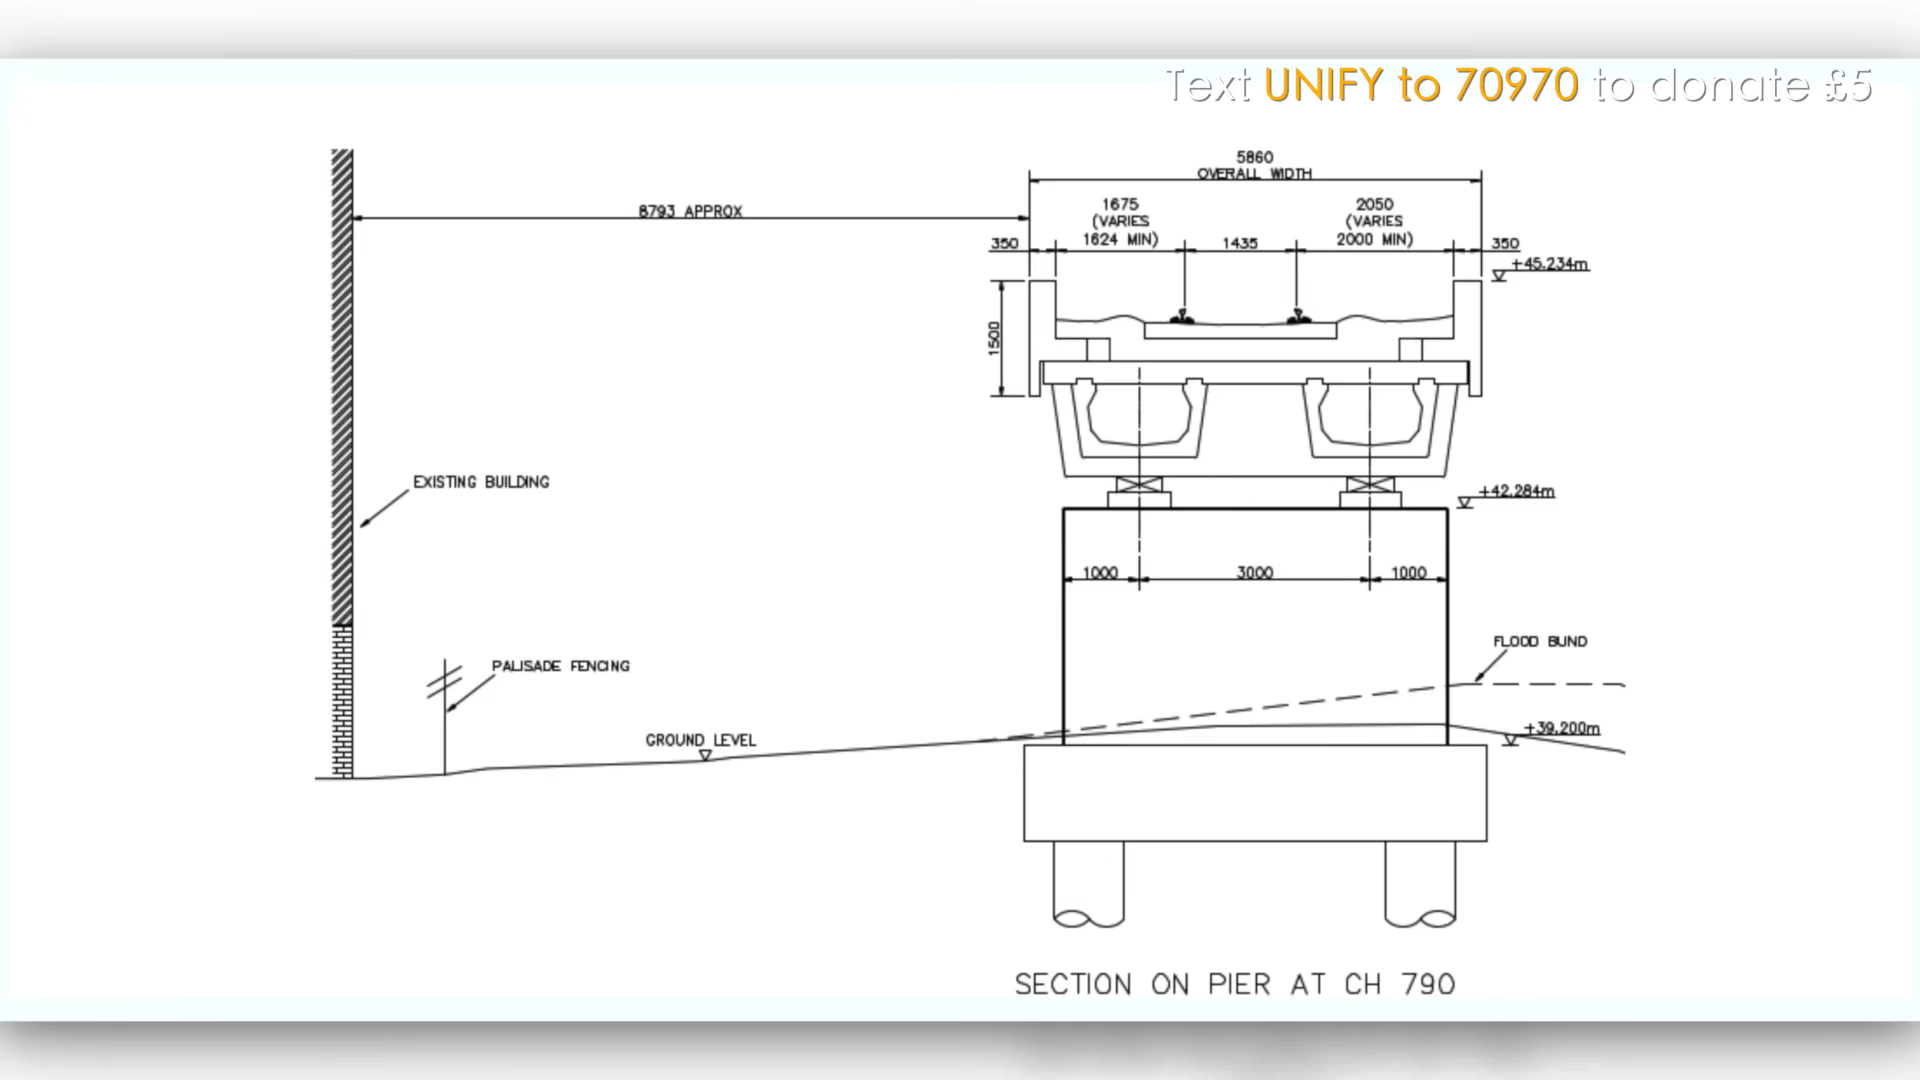 Text UNIFY to 70970 to donate £5
5860
OVERALL WIDTH
8793 APPROX
1675
(VARIES
1624 MIN)
2050
(VARIES
2000 MIN)
350
1435
350
+45.234m
1500
EXISTING BUILDING
+42.284m
1000
3000
1000
FLOOD BUND
PALISADE FENCING
+39.200m
GROUND LEVEL
SECTION ON PIER AT CH 790